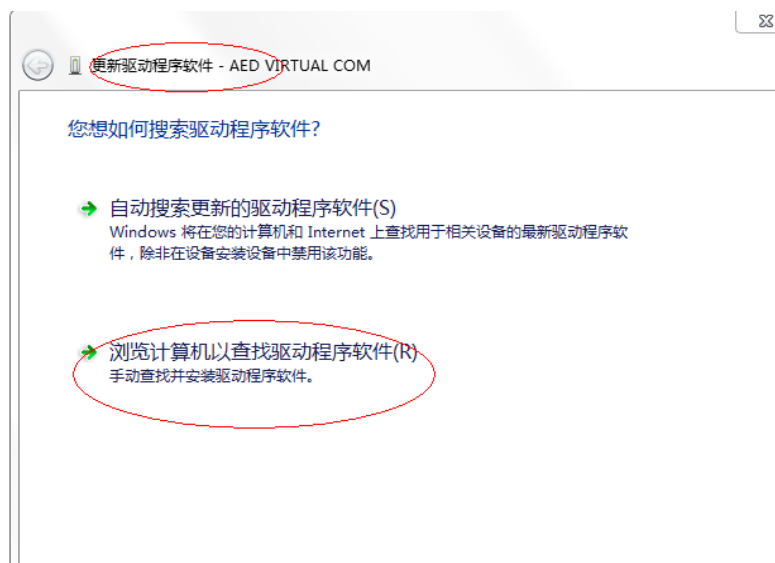 更新驱动程序软件 - AED VIRTUAL COM
您想如何搜索驱动程序软件?
自动搜索更新的驱动程序软件(S)
Windows 将在您的计算机和 Internet 上查找用于相关设备的最新驱动程序软
件，除非在设备安装设备中禁用该功能。
浏览计算机以查找驱动程序软件(R)
手动查找并安装驱动程序软件。